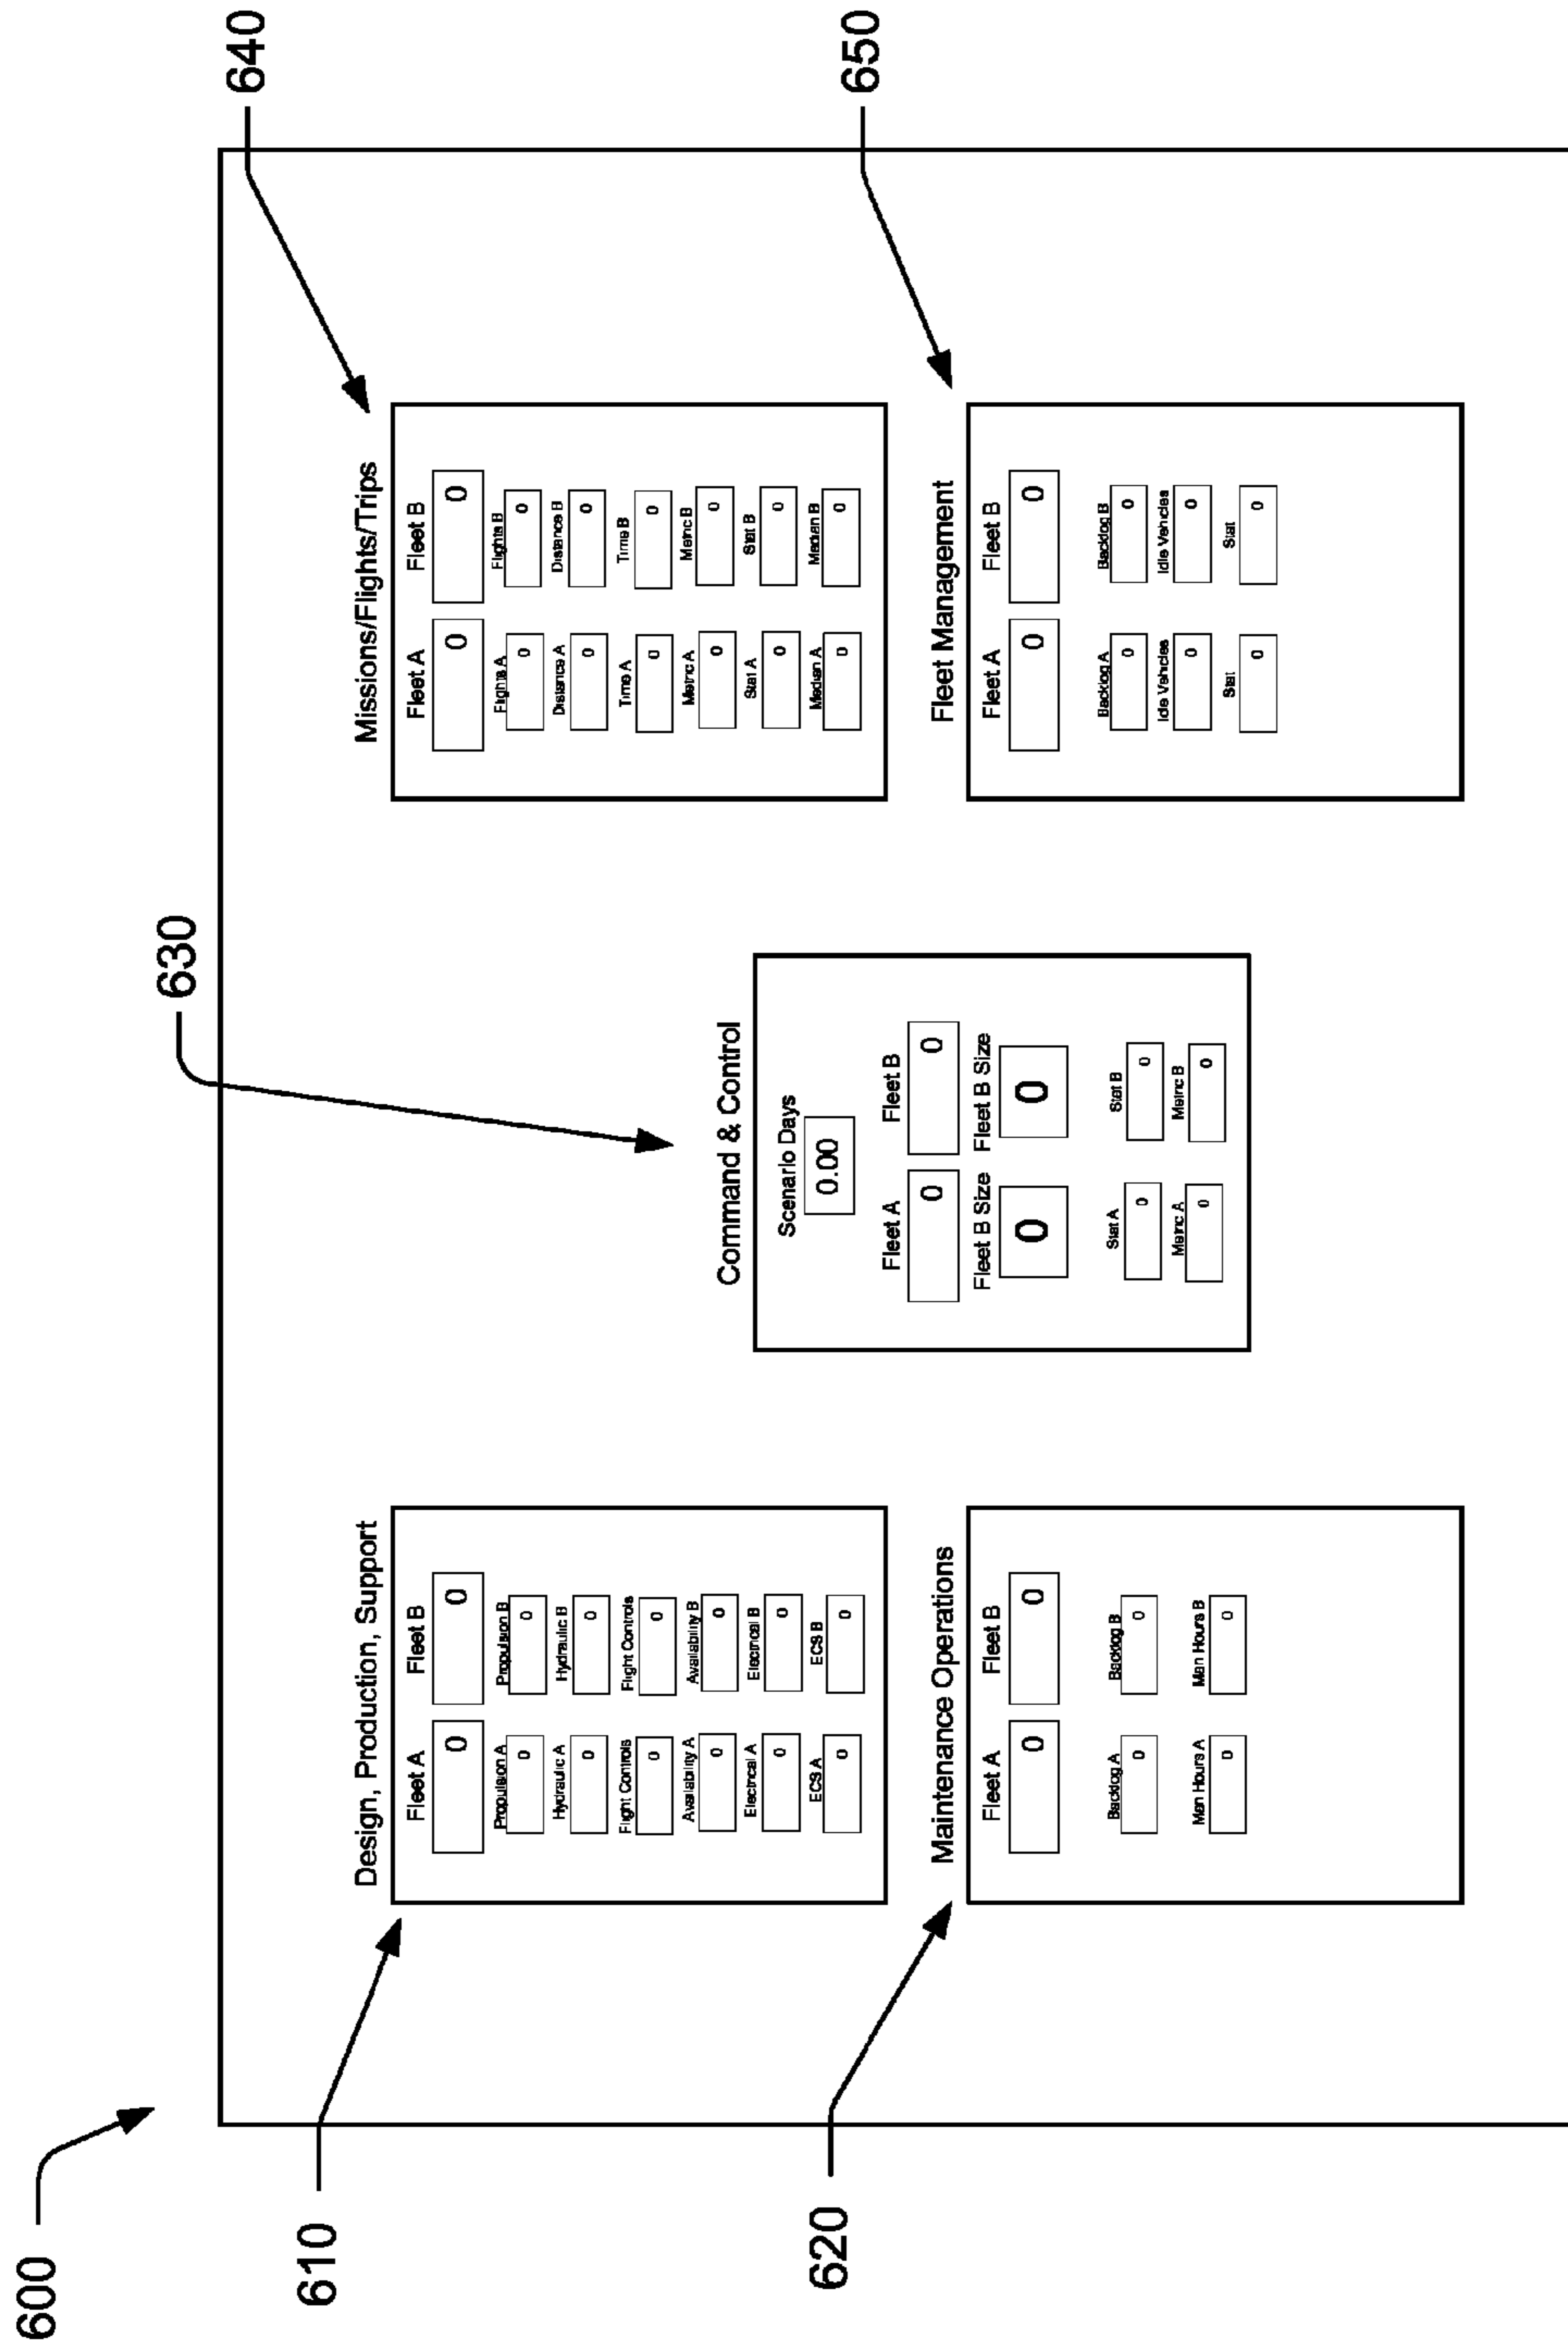 600
630
610
640
Design, Production, Support
Fleet A Fleet B
0 0
Propulsion A Propulsion B
0 0
Hydraulic A Hydraulic B
0 0
Flight Controls Flight Controls
0 0
Availability A Availability B
0 0
Electrical A Electrical B
0 0
ECS A ECS B
0 0
Missions/Flights/Trips
Fleet A Fleet B
0 0
Flights A Flights B
0 0
Distance A Distance B
0 0
Time A Time B
0 0
Metric A Metric B
0 0
Stat A Stat B
0 0
Median A Median B
0 0
Command & Control
Scenario Days
0.00
Fleet A Fleet B
0 0
Fleet B Size Fleet B Size
0 0
Stat A Stat B
0 0
Metric A Metric B
0 0
620
650
Maintenance Operations
Fleet A Fleet B
0 0
Backlog A Backlog B
0 0
Man Hours A Man Hours B
0 0
Fleet Management
Fleet A Fleet B
0 0
Backlog A Backlog B
0 0
Idle Vehicles Idle Vehicles
0 0
Stat Stat
0 0